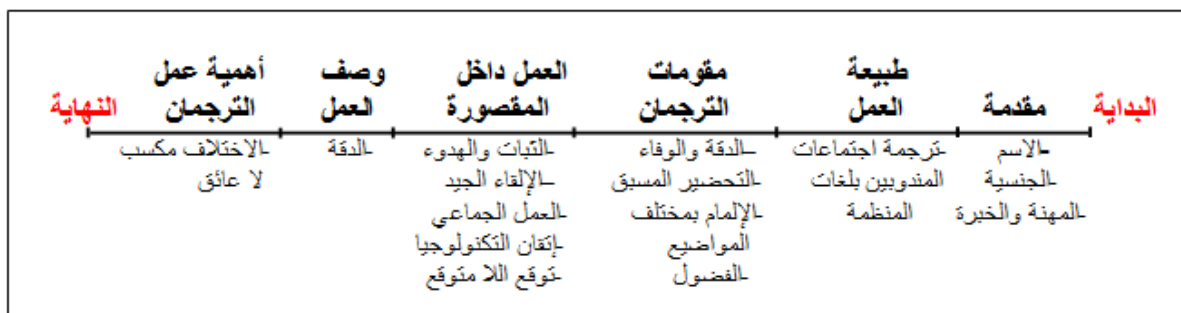 البداية
مقدمة
-الاسم
-الجنسية
-المهنة والخبرة
طبيعة
العمل
-ترجمة اجتماعات
المندوبين بلغات
المنظمة
مقومات
الترجمان
-الدقة والوفاء
-التحضير المسبق
-الإلمام بمختلف
المواضيع
-الفضول
العمل داخل
المقصورة
-الثبات والهدوء
-الإلقاء الجيد
-العمل الجماعي
-إتقان التكنولوجيا
-توقع اللا متوقع
وصف
العمل
-الدقة
أهمية عمل
الترجمان
-الاختلاف مكسب
لا عائق
النهاية